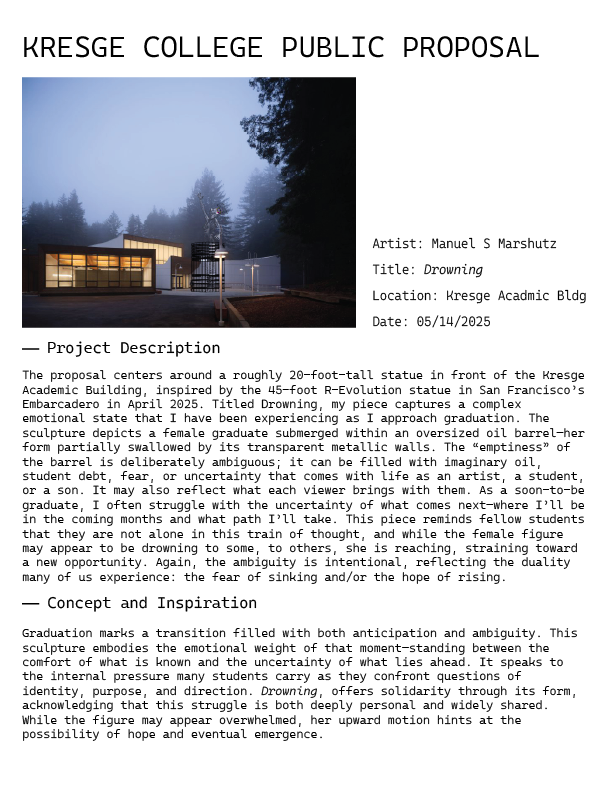 KRESGE COLLEGE PUBLIC PROPOSAL
Artist: Manuel S Marshutz
Title: Drowning
Location: Kresge Acadmic Bldg
Date: 05/14/2025
—— Project Description
The proposal centers around a roughly 20—foot—tall statue in front of the Kresge
Academic Building, inspired by the 45—foot R—Evolution statue in San Francisco's
Embarcadero in April 2025. Titled Drowning, my piece captures a complex
emotional state that I have been experiencing as I approach graduation. The
sculpture depicts a female graduate submerged within an oversized oil barrel—her
form partially swallowed by its transparent metallic walls. The “emptiness” of
the barrel is deliberately ambiguous; it can be filled with imaginary oil,
student debt, fear, or uncertainty that comes with life as an artist, a student,
or a son. It may also reflect what each viewer brings with them. As a soon—to—be
graduate, I often struggle with the uncertainty of what comes next—where I'll be
in the coming months and what path I'll take. This piece reminds fellow students
that they are not alone in this train of thought, and while the female figure
may appear to be drowning to some, to others, she is reaching, straining toward
a new opportunity. Again, the ambiguity is intentional, reflecting the duality
many of us experience: the fear of sinking and/or the hope of rising.
—— Concept and Inspiration
Graduation marks a transition filled with both anticipation and ambiguity. This
sculpture embodies the emotional weight of that moment—standing between the
comfort of what is known and the uncertainty of what lies ahead. It speaks to
the internal pressure many students carry as they confront questions of
identity, purpose, and direction. Drowning, offers solidarity through its form,
acknowledging that this struggle is both deeply personal and widely shared.
While the figure may appear overwhelmed, her upward motion hints at the
possibility of hope and eventual emergence.